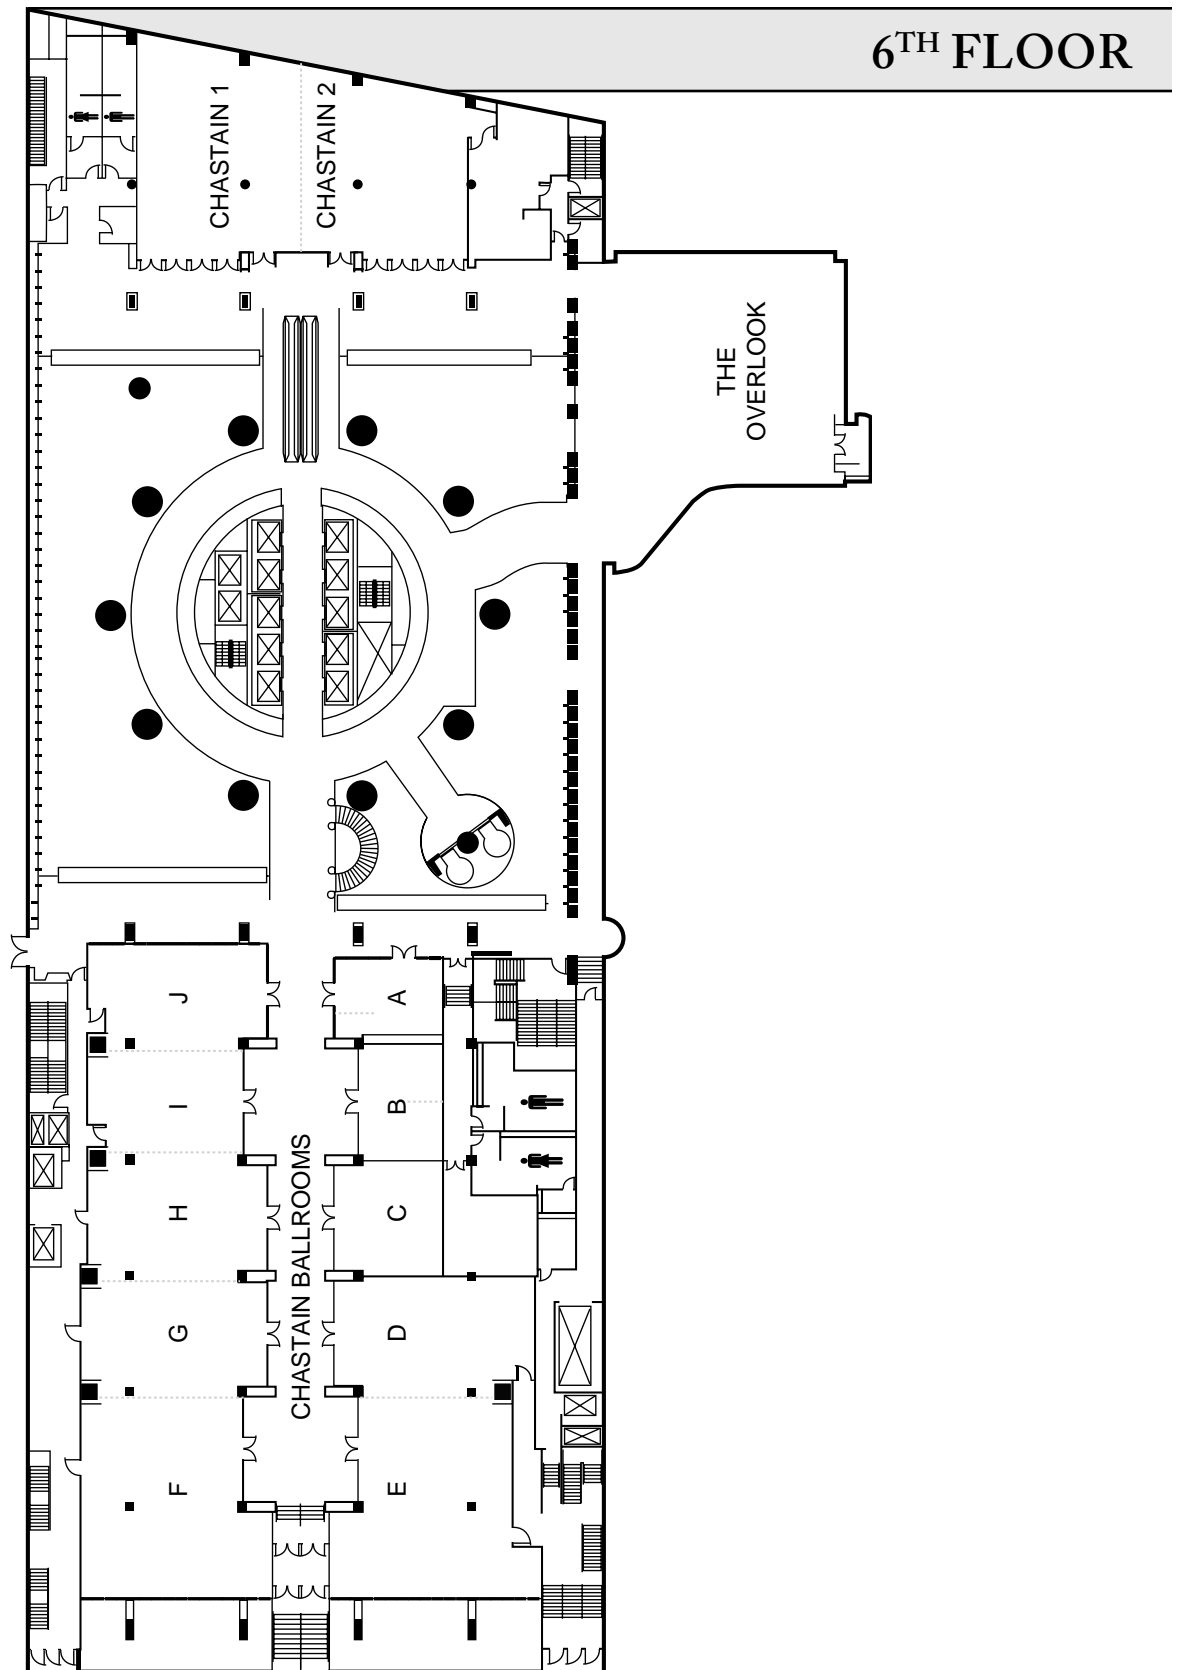 6TH FLOOR
CHASTAIN 1
CHASTAIN 2
THE
OVERLOOK
J
A
I
B
CHASTAIN BALLROOMS
H
C
G
D
F
E